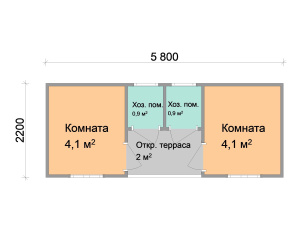 5 800
2200
Хоз. пом.
0,9 м²
Хоз. пом.
0,9 м²
Комната
4,1 м²
Откр. терраса
2 м²
Комната
4,1 м²